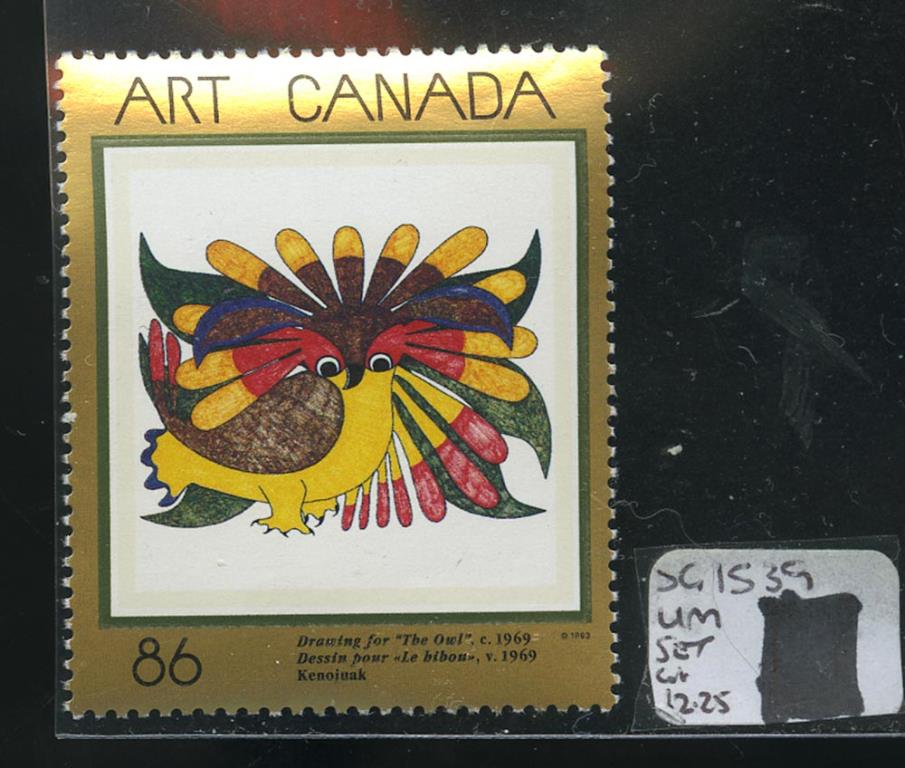 ART CANADA
86
Drawing for "The Owl", c. 1969
Dessin pour «Le hibou», v. 1969
Kenojuak
© 1993
SG 1539
UM
SET
12.25